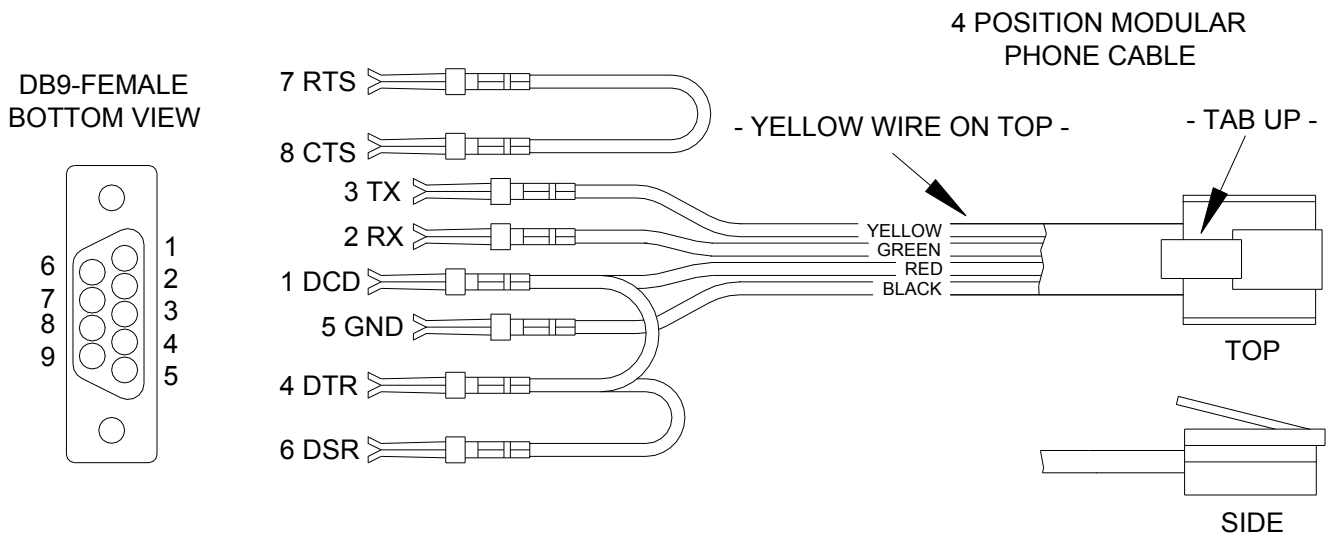 4 POSITION MODULAR
PHONE CABLE
DB9-FEMALE
BOTTOM VIEW
7 RTS
8 CTS
3 TX
2 RX
1 DCD
5 GND
4 DTR
6 DSR
- YELLOW WIRE ON TOP -
- TAB UP -
YELLOW
GREEN
RED
BLACK
6
7
8
9
1
2
3
4
5
TOP
SIDE